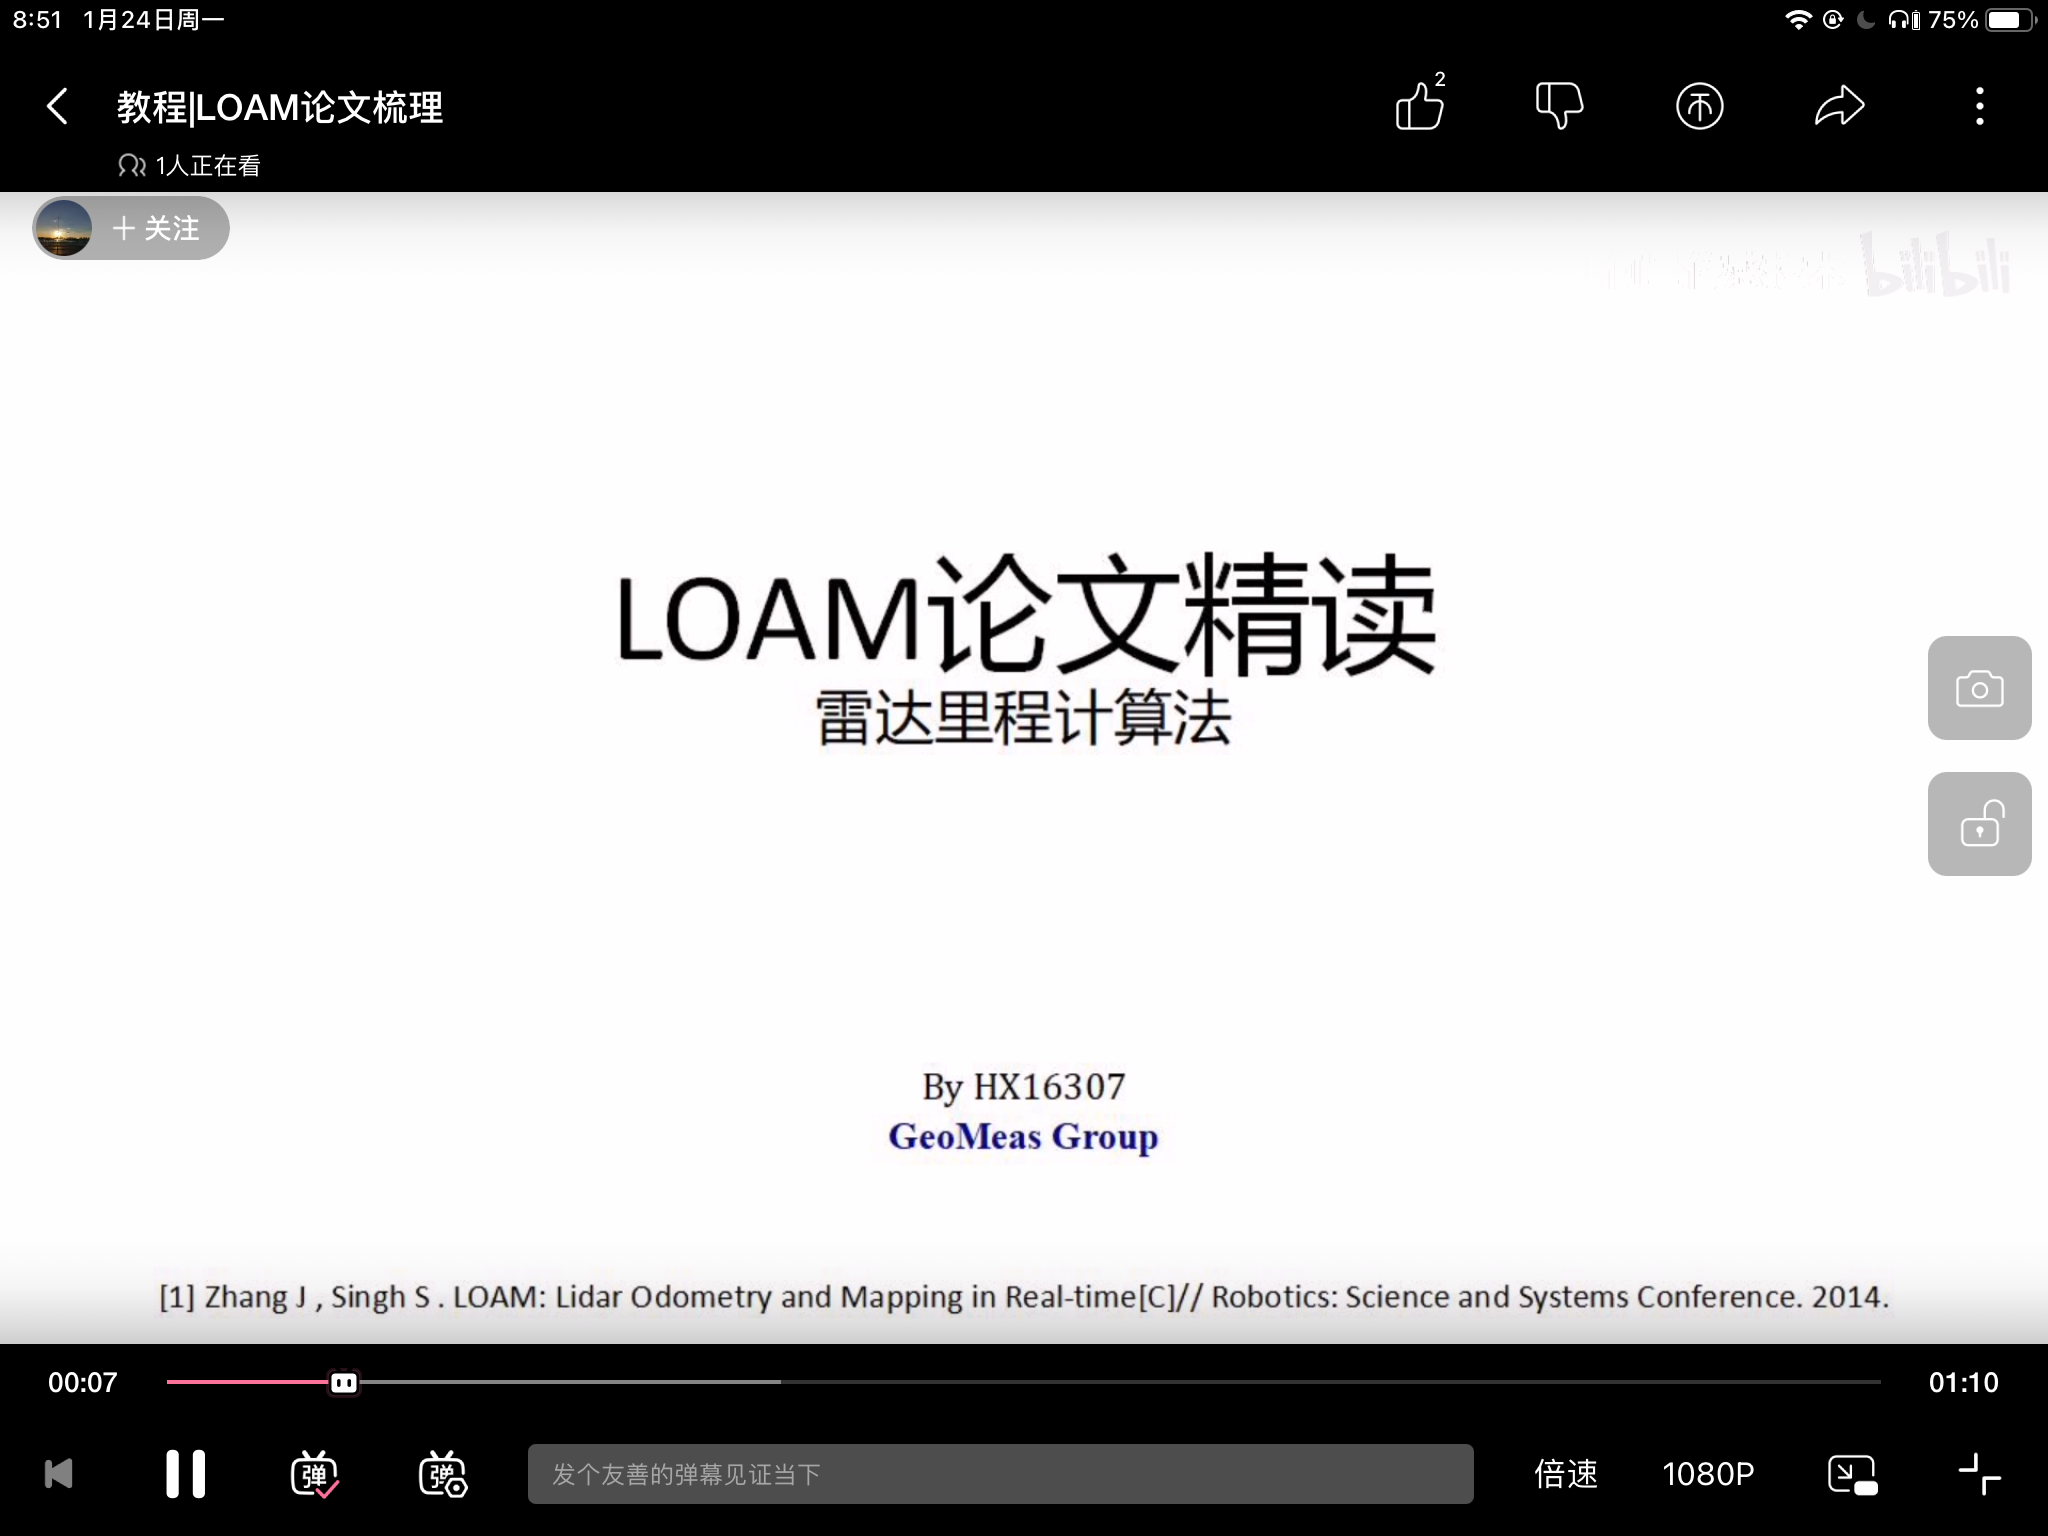 8:51 1月24日周一
75%
教程|LOAM论文梳理
2
1人正在看
+ 关注
bilibili
LOAM论文精读
雷达里程计算法
By HX16307
GeoMeas Group
[1] Zhang J , Singh S . LOAM: Lidar Odometry and Mapping in Real-time[C]// Robotics: Science and Systems Conference. 2014.
00:07
01:10
弹
弹
发个友善的弹幕见证当下
倍速
1080P